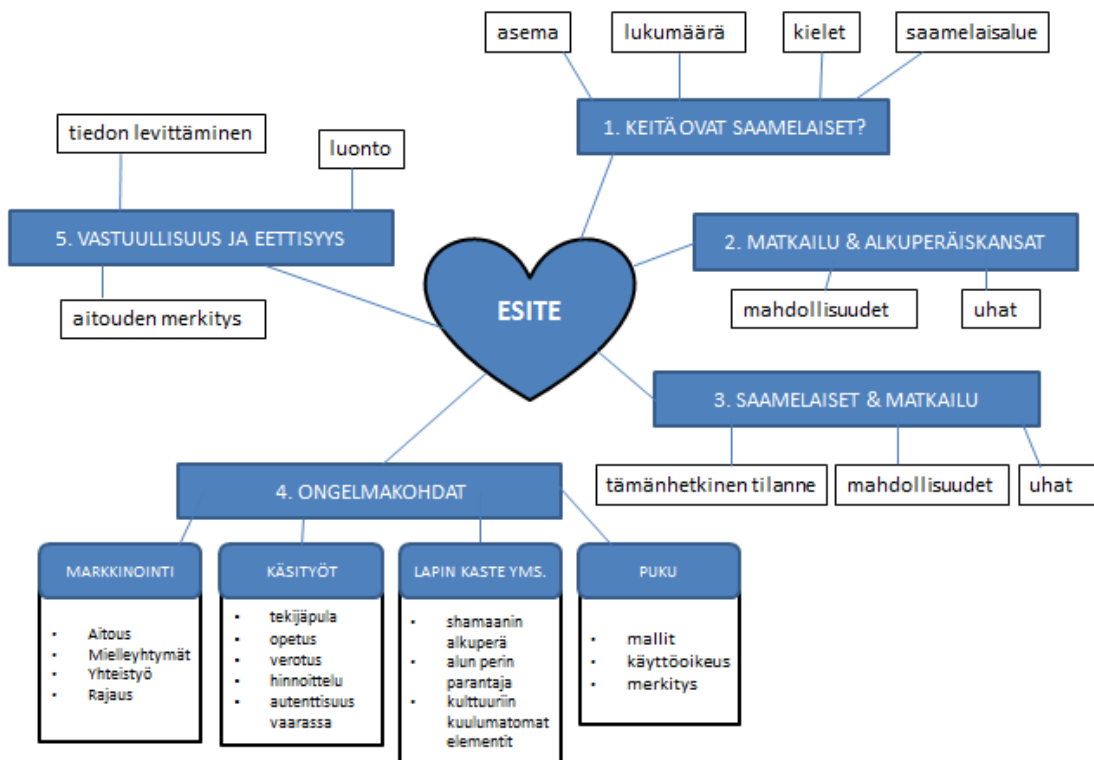 asema
lukumäärä
kielet
saamelaisalue
1. KEITÄ OVAT SAAMELAISET?
tiedon levittäminen
luonto
5. VASTUULLISUUS JA EETTISYYS
aitouden merkitys
ESITE
2. MATKAILU & ALKUPERÄISKANSAT
mahdollisuudet
uhat
3. SAAMELAISET & MATKAILU
tämänhetkinen tilanne
mahdollisuudet
uhat
4. ONGELMAKOHDAT
MARKKINOINTI
• Aitous
• Mielleyhtymät
• Yhteistyö
• Rajaus
KÄSITYÖT
• tekijäpula
• opetus
• verotus
• hinnoittelu
• autenttisuus
vaarassa
LAPIN KASTE YMS.
• shamaanin
alkuperä
• alun perin
parantaja
• kulttuuriin
kuulumatomat
elementit
PUKU
• mallit
• käyttöoikeus
• merkitys